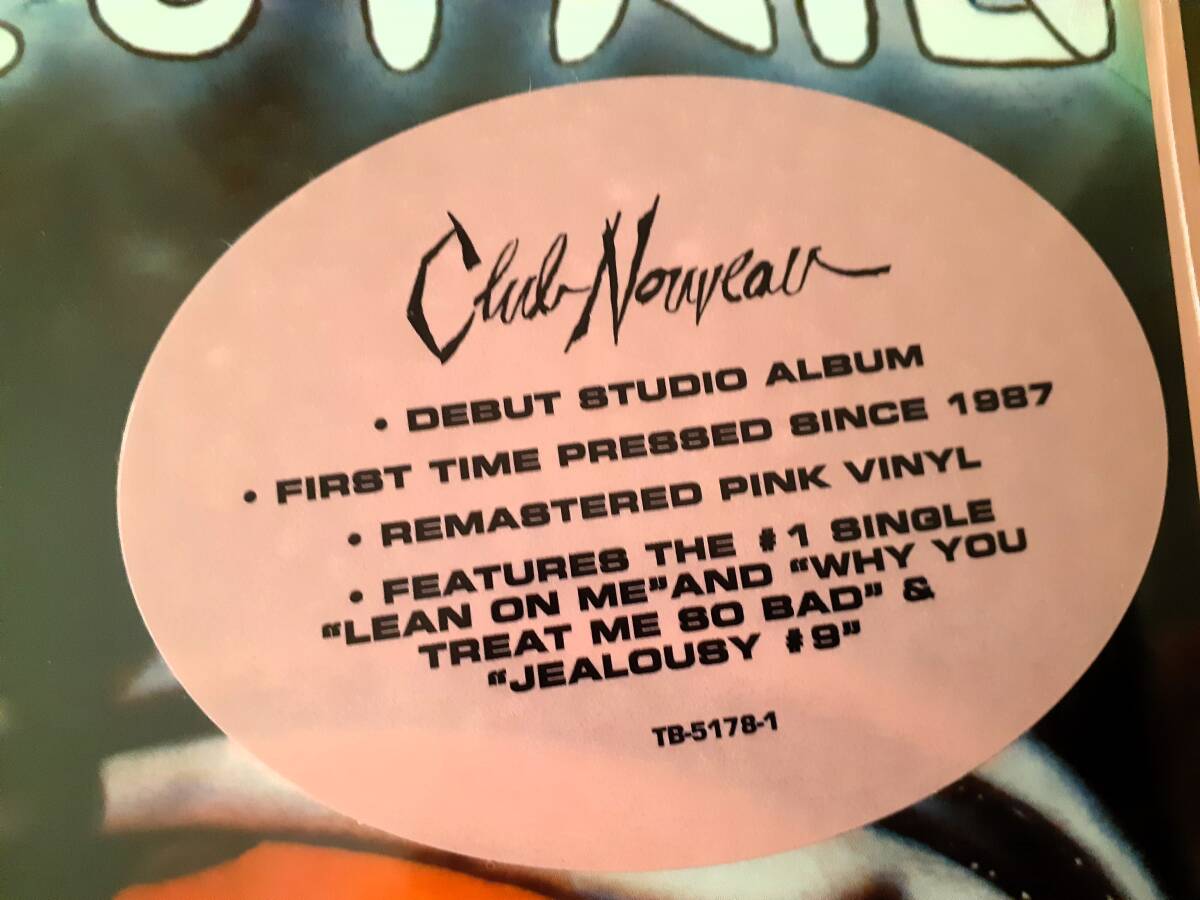 Club Nouveau
• DEBUT STUDIO ALBUM
• FIRST TIME PRESSED SINCE 1987
• REMASTERED PINK VINYL
• FEATURES THE #1 SINGLE
"LEAN ON ME"AND "WHY YOU
TREAT ME SO BAD" &
"JEALOUSY #9"
TB-5178-1